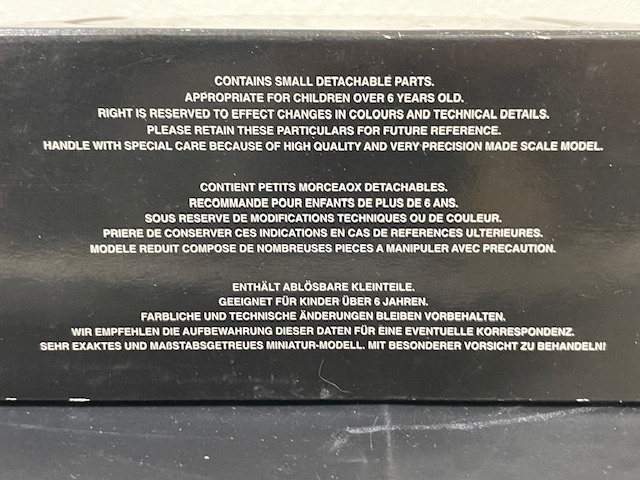 CONTAINS SMALL DETACHABLE PARTS.
APPROPRIATE FOR CHILDREN OVER 6 YEARS OLD.
RIGHT IS RESERVED TO EFFECT CHANGES IN COLOURS AND TECHNICAL DETAILS.
PLEASE RETAIN THESE PARTICULARS FOR FUTURE REFERENCE.
HANDLE WITH SPECIAL CARE BECAUSE OF HIGH QUALITY AND VERY PRECISION MADE SCALE MODEL.
CONTIENT PETITS MORCEAOX DETACHABLES.
RECOMMANDE POUR ENFANTS DE PLUS DE 6 ANS.
SOUS RESERVE DE MODIFICATIONS TECHNIQUES OU DE COULEUR.
PRIERE DE CONSERVER CES INDICATIONS EN CAS DE REFERENCES ULTERIEURES.
MODELE REDUIT COMPOSE DE NOMBREUSES PIECES A MANIPULER AVEC PRECAUTION.
ENTHÄLT ABLÖSBARE KLEINTEILE.
GEEIGNET FÜR KINDER ÜBER 6 JAHREN.
FARBLICHE UND TECHNISCHE ÄNDERUNGEN BLEIBEN VORBEHALTEN.
WIR EMPFEHLEN DIE AUFBEWAHRUNG DIESER DATEN FÜR EINE EVENTUELLE KORRESPONDENZ.
SEHR EXAKTES UND MAßSTABSGETREUES MINIATUR-MODELL. MIT BESONDERER VORSICHT ZU BEHANDELN!